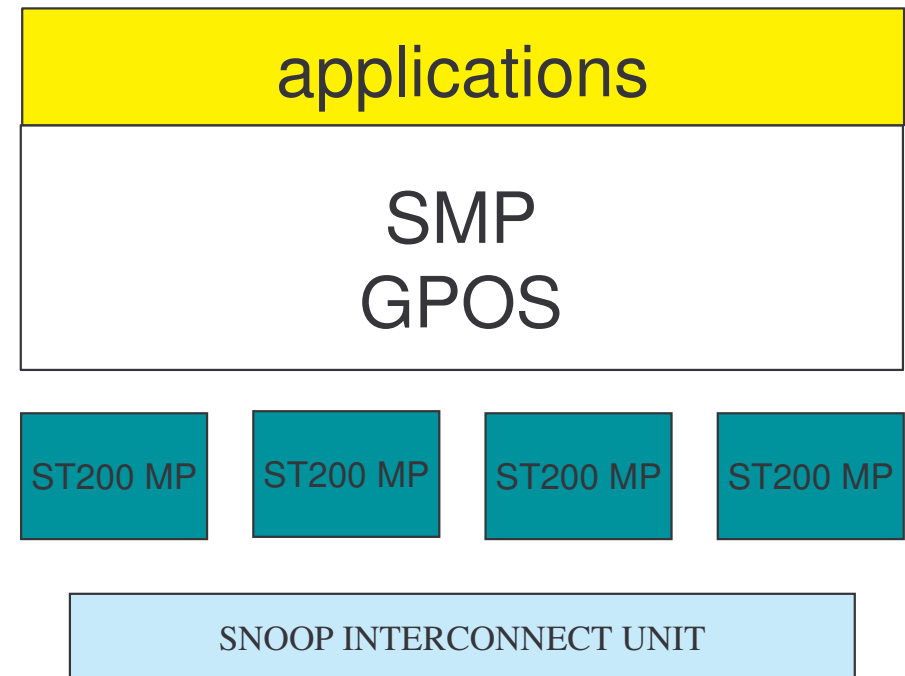 applications
SMP
GPOS
ST200 MP ST200 MP ST200 MP ST200 MP
SNOOP INTERCONNECT UNIT